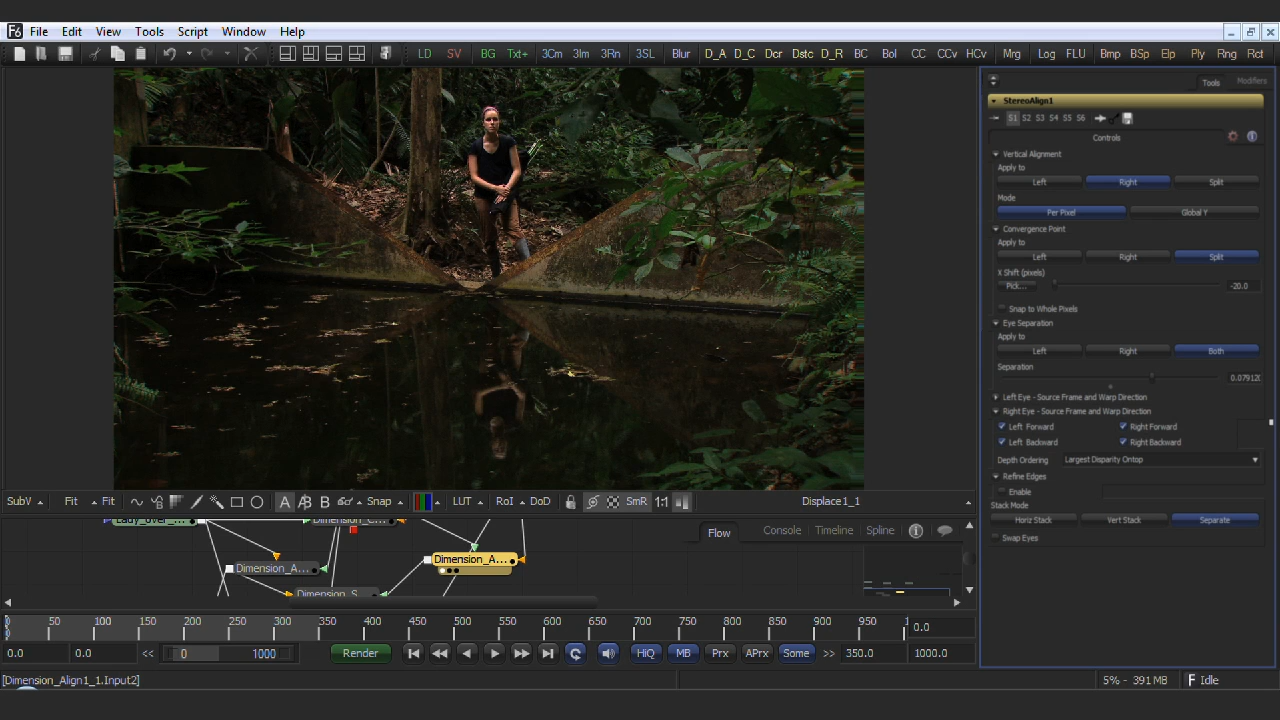 F6 File Edit View Tools Script Window Help
LD SV BG Txt+ 3Cm 3Im 3Rn 3SL Blur D_A D_C Dcr Dstc D_R BC Bol CC CCv HCv Mrg Log FLU Bmp BSp Elp Ply Rng Rct
Tools Modifiers
StereoAlign1
S1 S2 S3 S4 S5 S6
Controls
Vertical Alignment
Apply to
Left Right Split
Mode
Per Pixel Global Y
Convergence Point
Apply to
Left Right Split
X Shift (pixels)
Pick... -20.0
Snap to Whole Pixels
Eye Separation
Apply to
Left Right Both
Separation
0.07912
Left Eye - Source Frame and Warp Direction
Right Eye - Source Frame and Warp Direction
Left Forward Right Forward
Left Backward Right Backward
Depth Ordering Largest Disparity Ontop
Refine Edges
Enable
Stack Mode
Horiz Stack Vert Stack Separate
Swap Eyes
SubV Fit Fit A A B B Snap LUT RoI DoD SmR 1:1 Displace1_1
Lady_over_... Dimension_C...
Flow Console Timeline Spline
Dimension_A... Dimension_A...
Dimension_S...
0 50 100 150 200 250 300 350 400 450 500 550 600 650 700 750 800 850 900 950 0.0
0.0 0.0 << 0 1000 Render HiQ MB Prx APrx Some >> 350.0 1000.0
[Dimension_Align1_1.Input2] 5% - 391 MB Idle